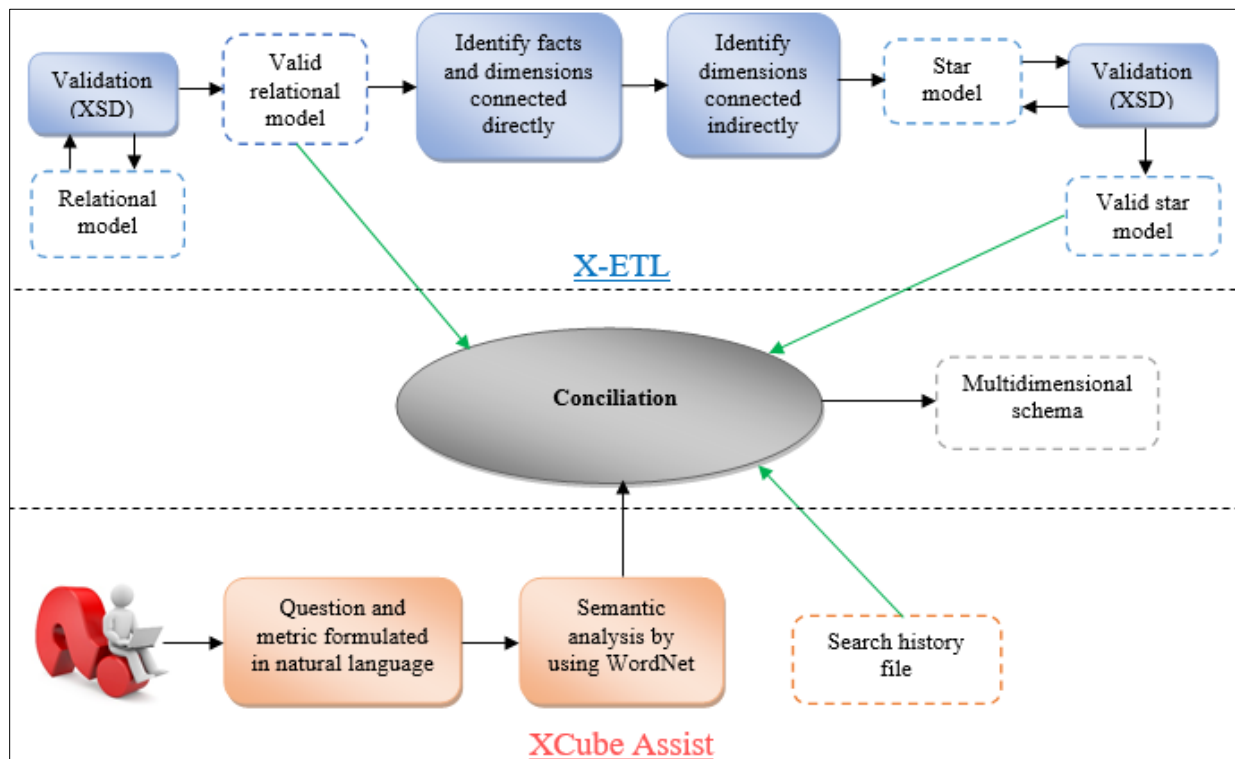 Validation
(XSD)
Valid
relational
model
Identify facts
and dimensions
connected
directly
Identify
dimensions
connected
indirectly
Star
model
Validation
(XSD)
Relational
model
Valid star
model
X-ETL
Conciliation
Multidimensional
schema
Question and
metric formulated
in natural language
Semantic
analysis by
using WordNet
Search history
file
XCube Assist